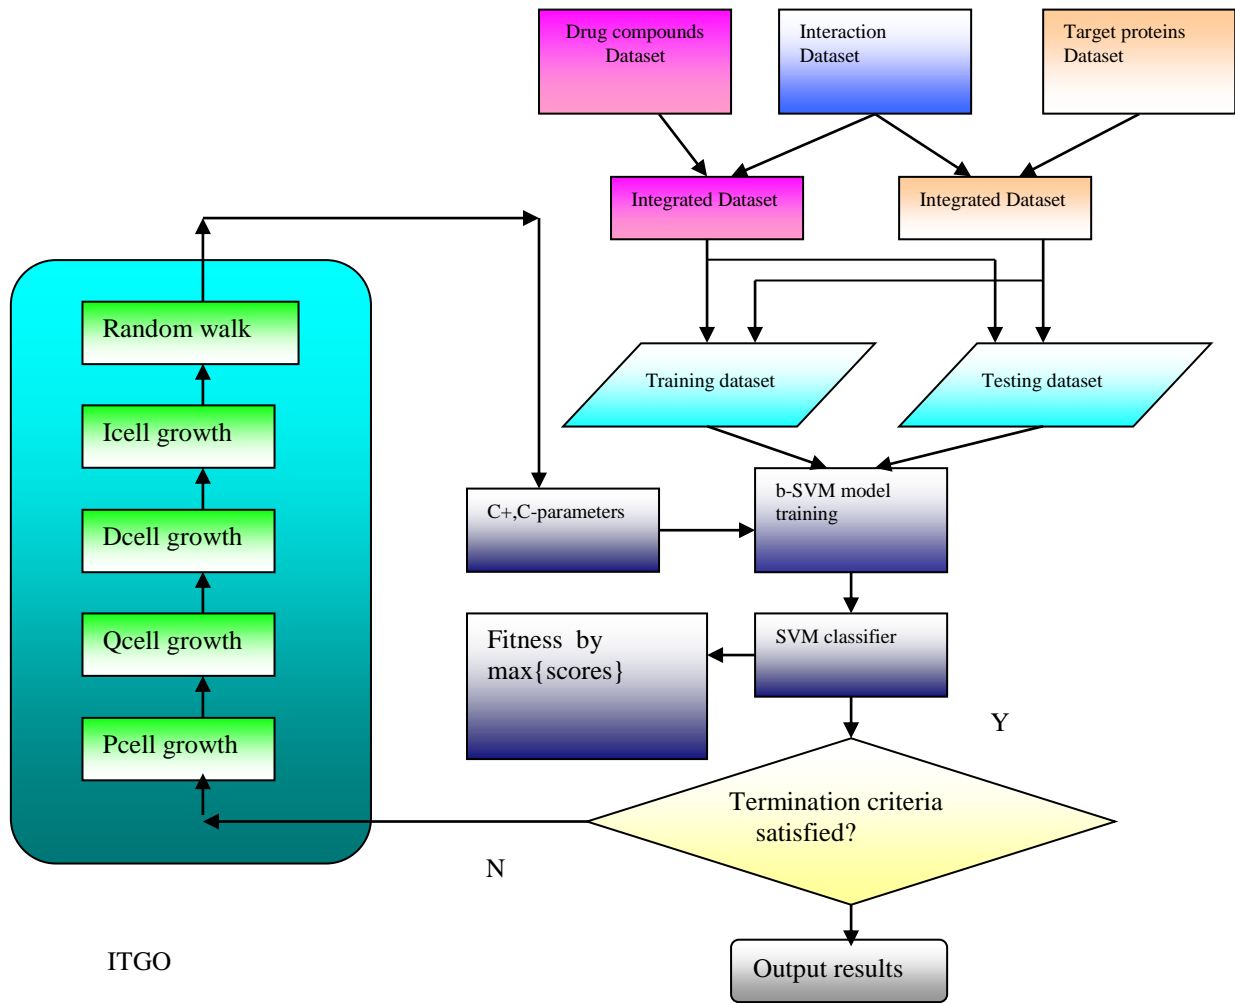 Drug compounds
Dataset
Interaction
Dataset
Target proteins
Dataset
Integrated Dataset
Integrated Dataset
Training dataset
Testing dataset
Random walk
Icell growth
Dcell growth
Qcell growth
Pcell growth
C+,C-parameters
b-SVM model
training
Fitness by
max{scores}
SVM classifier
Y
Termination criteria
satisfied?
N
ITGO
Output results